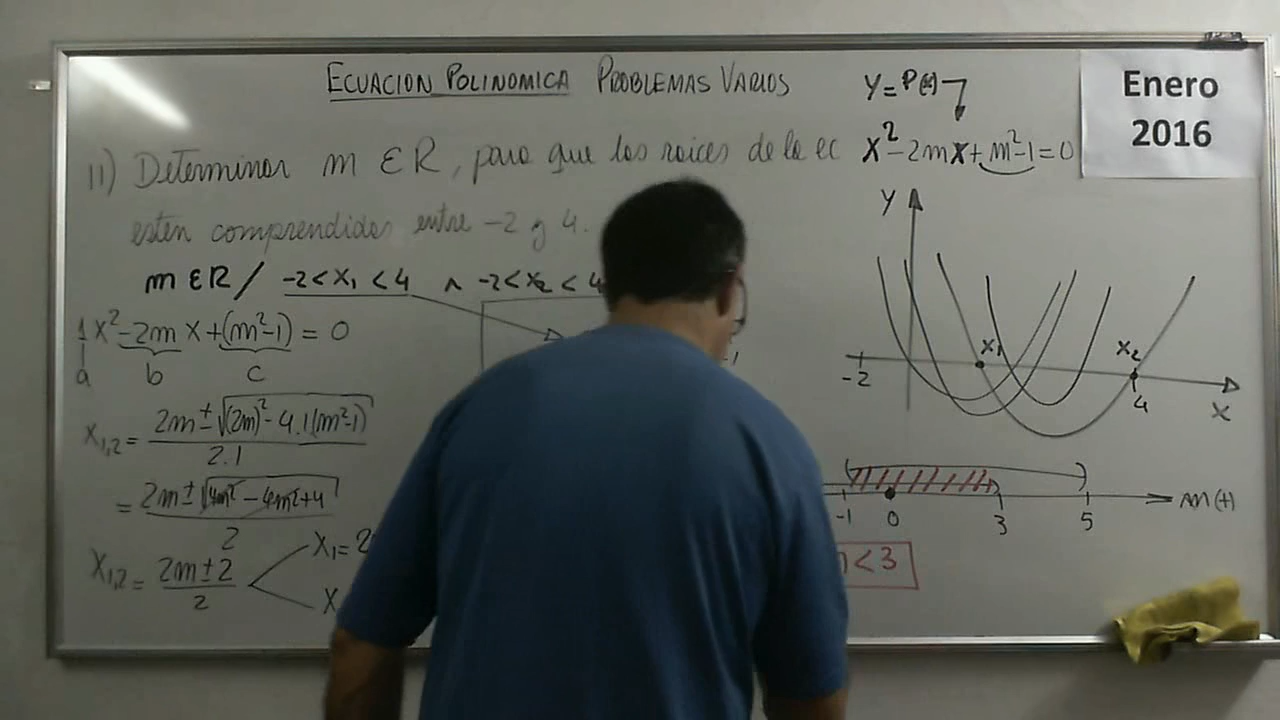 ECUACION POLINOMICA PROBLEMAS VARIOS
Y=P(x)
Enero
2016
11) Determinar m ∈ R, para que las raices de la ec x²-2mx+m²-1=0
esten comprendidas entre -2 y 4.
m ∈ R / -2<x₁<4 ∧ -2<x₂<4
1x²-2mx+(m²-1)=0
a b c
x₁,₂= 2m±√(2m)²-4.1(m²-1)
2.1
= 2m±√4m²-4m²+4
2
x₁,₂= 2m±2
2
x₁=2
x
-1
Y
x₁ x₂
-2 4 X
-1 0 3 5 m(+)
<3